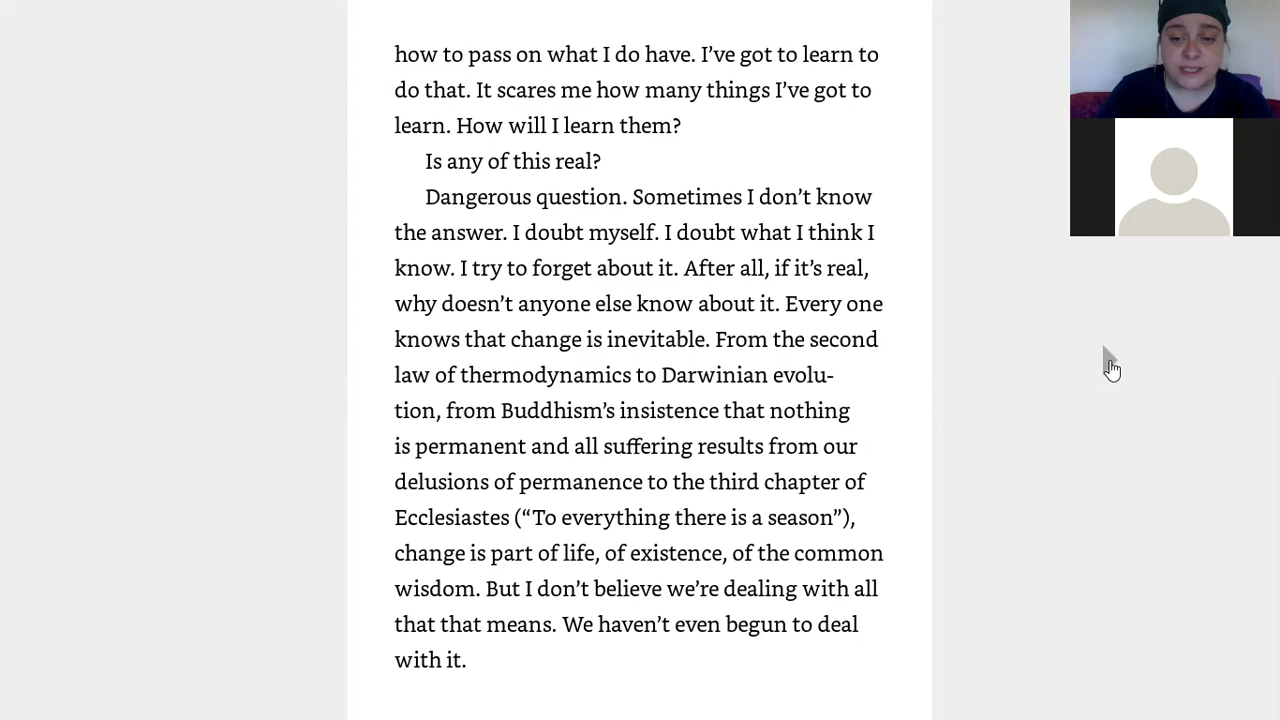 how to pass on what I do have. I’ve got to learn to
do that. It scares me how many things I’ve got to
learn. How will I learn them?
Is any of this real?
Dangerous question. Sometimes I don’t know
the answer. I doubt myself. I doubt what I think I
know. I try to forget about it. After all, if it’s real,
why doesn’t anyone else know about it. Every one
knows that change is inevitable. From the second
law of thermodynamics to Darwinian evolu-
tion, from Buddhism’s insistence that nothing
is permanent and all suffering results from our
delusions of permanence to the third chapter of
Ecclesiastes (“To everything there is a season”),
change is part of life, of existence, of the common
wisdom. But I don’t believe we’re dealing with all
that that means. We haven’t even begun to deal
with it.